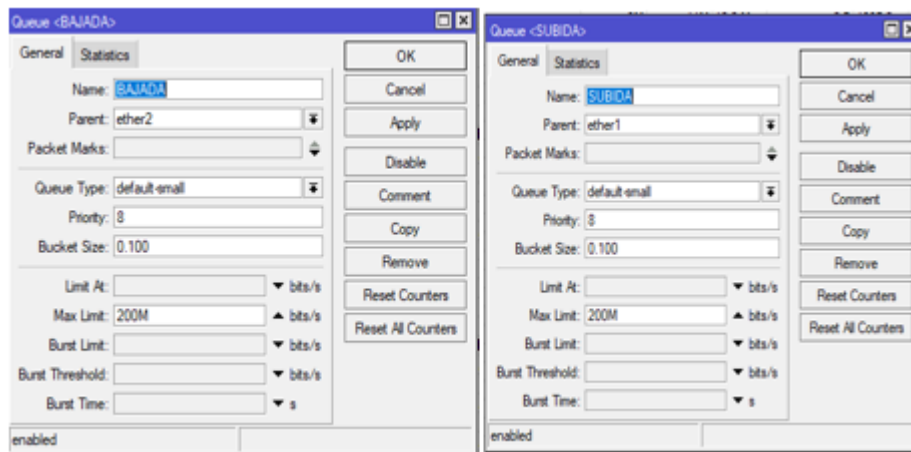 Queue <BAJADA>
General Statistics
Name: BAJADA
Parent: ether2
Packet Marks:
Queue Type: default-small
Priority: 8
Bucket Size: 0.100
Limit At: bits/s
Max Limit: 200M bits/s
Burst Limit: bits/s
Burst Threshold: bits/s
Burst Time: s
enabled
OK
Cancel
Apply
Disable
Comment
Copy
Remove
Reset Counters
Reset All Counters
Queue <SUBIDA>
General Statistics
Name: SUBIDA
Parent: ether1
Packet Marks:
Queue Type: default-small
Priority: 8
Bucket Size: 0.100
Limit At: bits/s
Max Limit: 200M bits/s
Burst Limit: bits/s
Burst Threshold: bits/s
Burst Time: s
enabled
OK
Cancel
Apply
Disable
Comment
Copy
Remove
Reset Counters
Reset All Counters